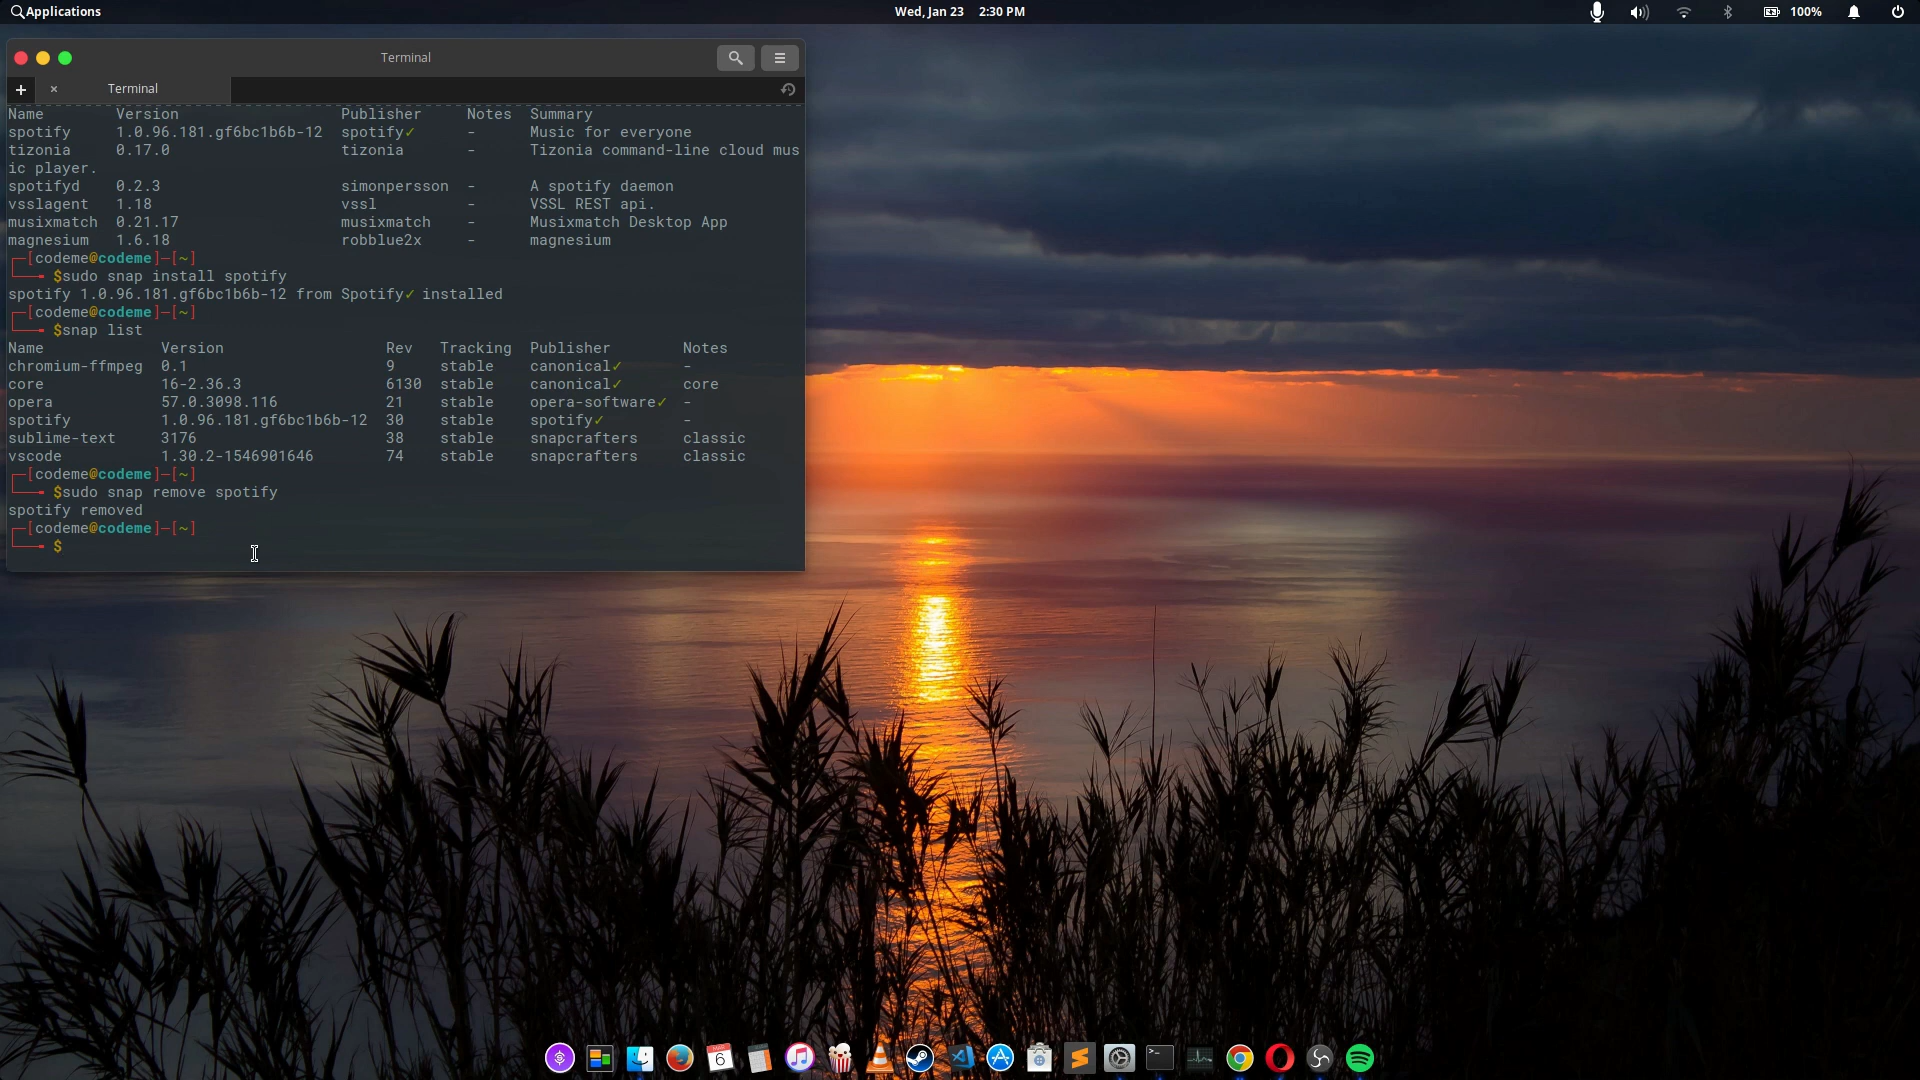 Applications
Wed, Jan 23 2:30 PM
100%
Terminal
Terminal
Name Version Publisher Notes Summary
spotify 1.0.96.181.gf6bc1b6b-12 spotify✓ - Music for everyone
tizonia 0.17.0 tizonia - Tizonia command-line cloud mus
ic player.
spotifyd 0.2.3 simonpersson - A spotify daemon
vsslagent 1.18 vssl - VSSL REST api.
musixmatch 0.21.17 musixmatch - Musixmatch Desktop App
magnesium 1.6.18 robblue2x - magnesium
┌─[codeme@codeme]─[~]
└──╼ $sudo snap install spotify
spotify 1.0.96.181.gf6bc1b6b-12 from Spotify✓ installed
┌─[codeme@codeme]─[~]
└──╼ $snap list
Name Version Rev Tracking Publisher Notes
chromium-ffmpeg 0.1 9 stable canonical✓ -
core 16-2.36.3 6130 stable canonical✓ core
opera 57.0.3098.116 21 stable opera-software✓ -
spotify 1.0.96.181.gf6bc1b6b-12 30 stable spotify✓ -
sublime-text 3176 38 stable snapcrafters classic
vscode 1.30.2-1546901646 74 stable snapcrafters classic
┌─[codeme@codeme]─[~]
└──╼ $sudo snap remove spotify
spotify removed
┌─[codeme@codeme]─[~]
└──╼ $
6